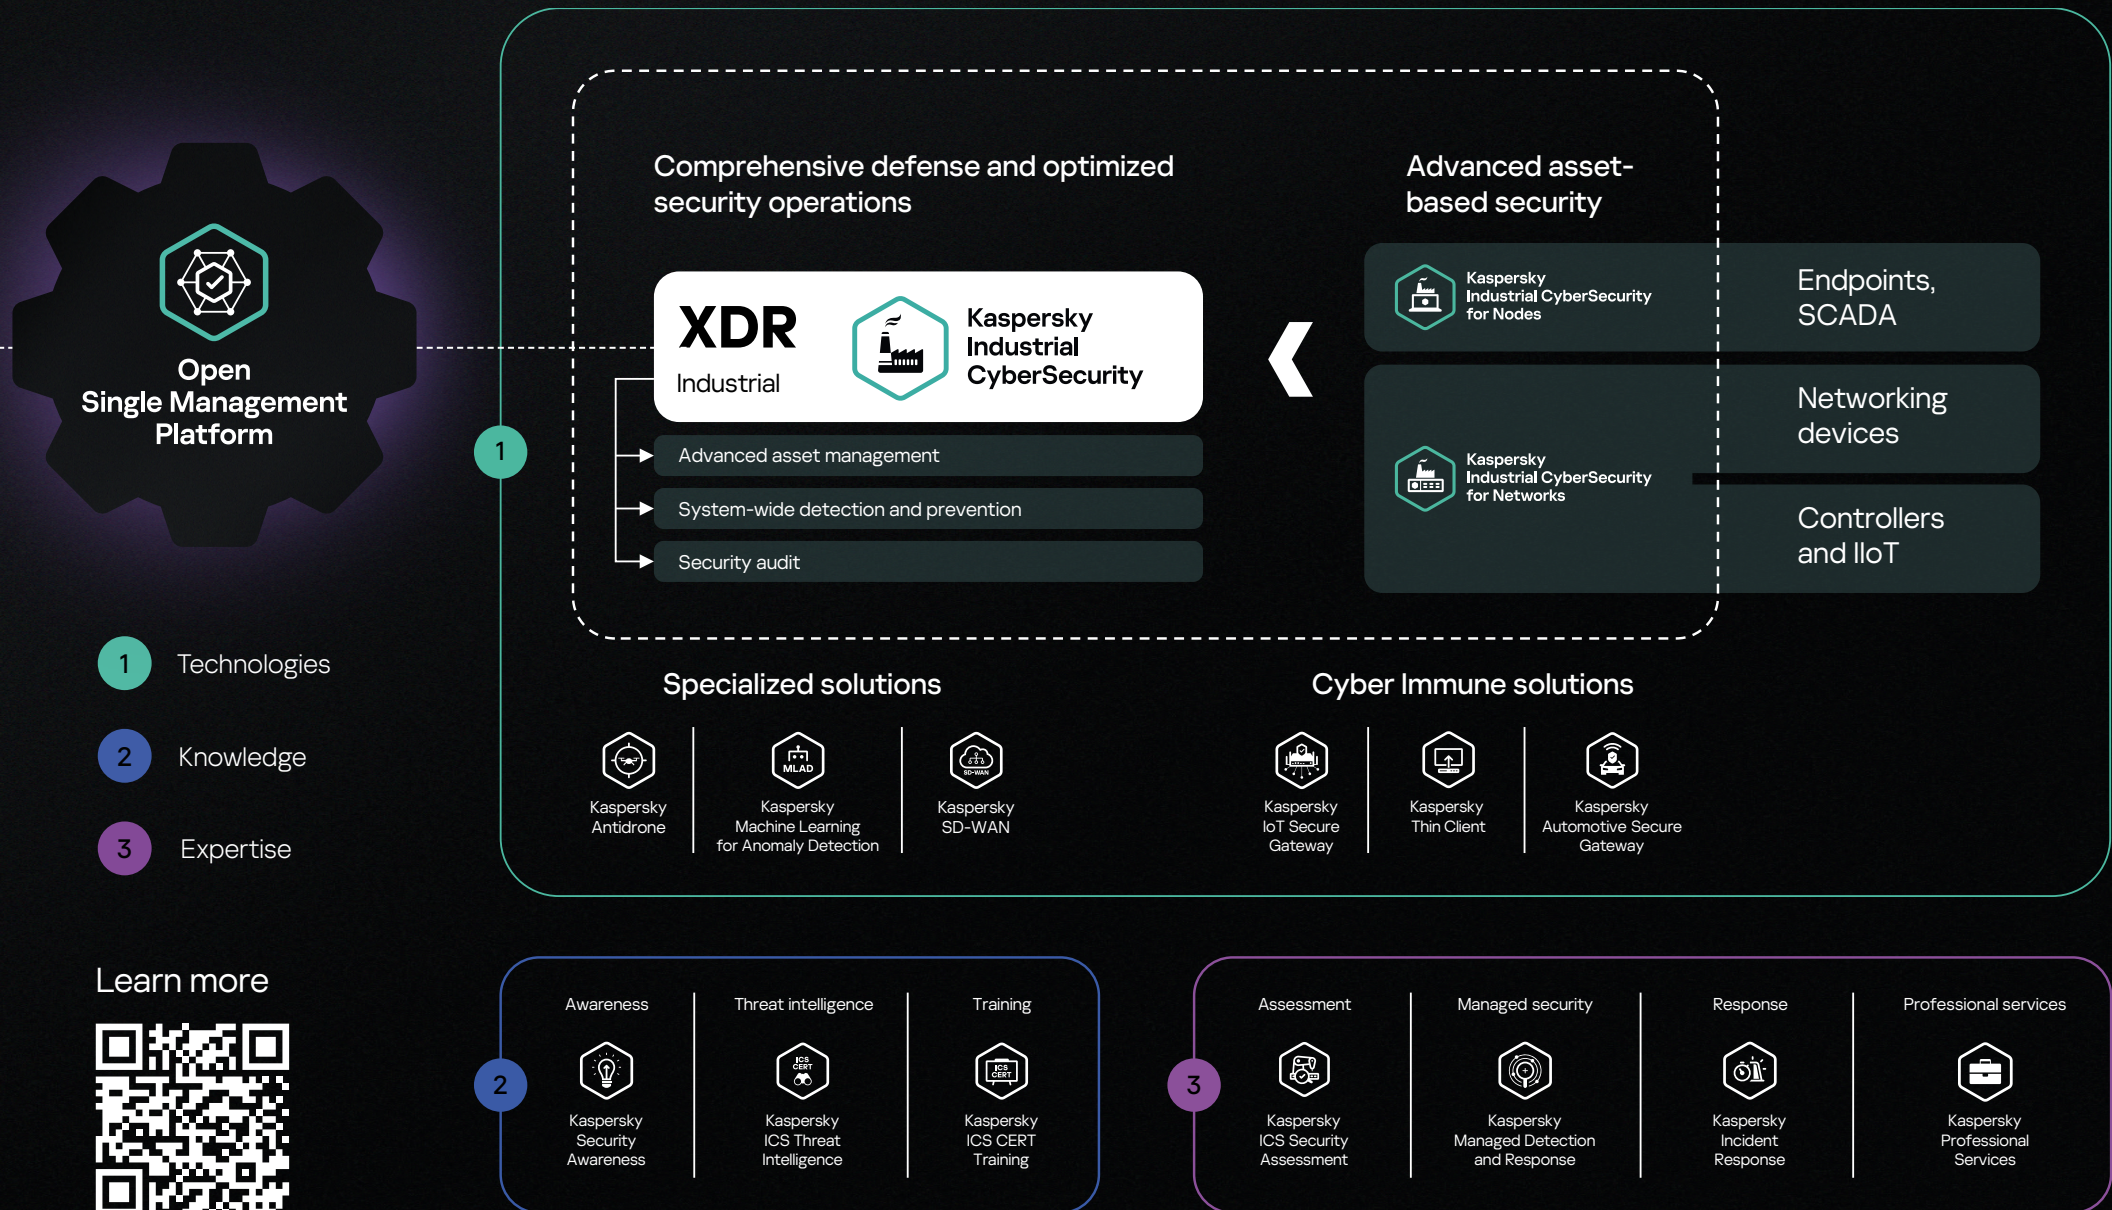 Open
Single Management
Platform
1 Technologies
2 Knowledge
3 Expertise
Learn more
1
Comprehensive defense and optimized
security operations
XDR
Industrial
Kaspersky
Industrial
CyberSecurity
Advanced asset management
System-wide detection and prevention
Security audit
Advanced asset-
based security
Kaspersky
Industrial CyberSecurity
for Nodes
Endpoints,
SCADA
Kaspersky
Industrial CyberSecurity
for Networks
Networking
devices
Controllers
and IIoT
Specialized solutions
Kaspersky
Antidrone
MLAD
Kaspersky
Machine Learning
for Anomaly Detection
SD-WAN
Kaspersky
SD-WAN
Cyber Immune solutions
Kaspersky
IoT Secure
Gateway
Kaspersky
Thin Client
Kaspersky
Automotive Secure
Gateway
2
Awareness
Kaspersky
Security
Awareness
Threat intelligence
ICS
CERT
Kaspersky
ICS Threat
Intelligence
Training
ICS
CERT
Kaspersky
ICS CERT
Training
3
Assessment
Kaspersky
ICS Security
Assessment
Managed security
Kaspersky
Managed Detection
and Response
Response
Kaspersky
Incident
Response
Professional services
Kaspersky
Professional
Services